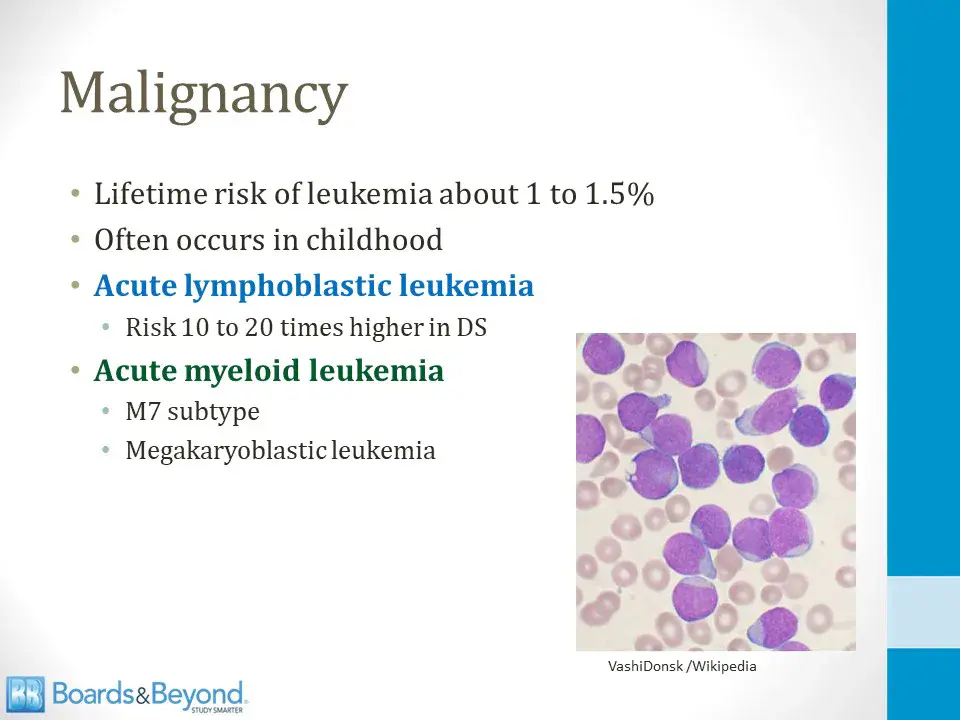 Malignancy
• Lifetime risk of leukemia about 1 to 1.5%
• Often occurs in childhood
• Acute lymphoblastic leukemia
• Risk 10 to 20 times higher in DS
• Acute myeloid leukemia
• M7 subtype
• Megakaryoblastic leukemia
VashiDonsk /Wikipedia
BB Boards&Beyond.
STUDY SMARTER